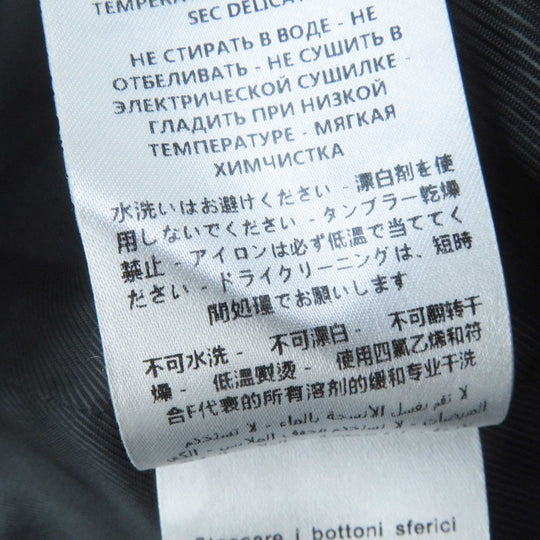 TEMPERA
SEC DELICA
НЕ СТИРАТЬ В ВОДЕ - НЕ
ОТБЕЛИВАТЬ - НЕ СУШИТЬ В
ЭЛЕКТРИЧЕСКОЙ СУШИЛКЕ -
ГЛАДИТЬ ПРИ НИЗКОЙ
ТЕМПЕРАТУРЕ - МЯГКАЯ
ХИМЧИСТКА
水洗いはお避けください - 漂白剤を使
用しないでください - タンブラー乾燥
禁止 - アイロンは必ず低温で当ててく
ださい - ドライクリーニングは、短時
間処理でお願いします
不可水洗 - 不可漂白 - 不可翻转干
燥 - 低温熨烫 - 使用四氯乙烯和符
合F代表的所有溶剂的缓和专业干洗
i bottoni sferici